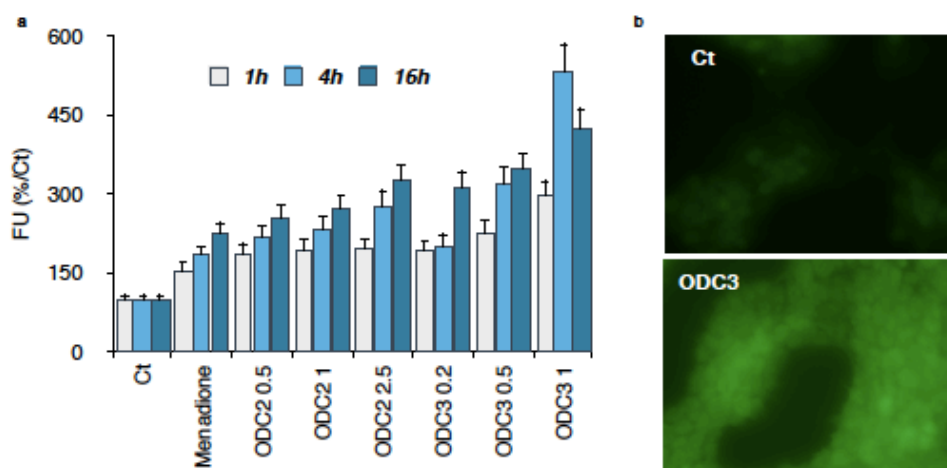 a
b
600
450
300
150
0
FU (%/Ct)
1h 4h 16h
Ct
Menadione
ODC2 0.5
ODC2 1
ODC2 2.5
ODC3 0.2
ODC3 0.5
ODC3 1
Ct
ODC3